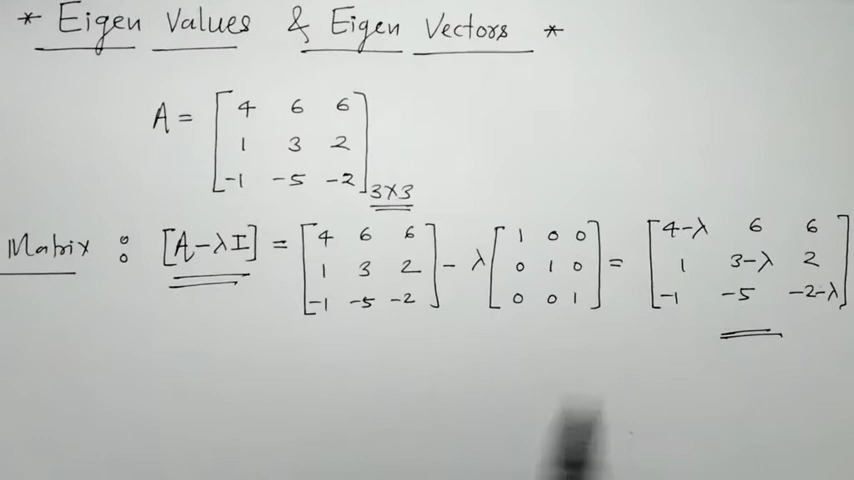 * Eigen Values & Eigen Vectors *
A = [ 4 6 6
1 3 2
-1 -5 -2 ] 3×3
Matrix : [A-λI] = [ 4 6 6 ; 1 3 2 ; -1 -5 -2 ] - λ [ 1 0 0 ; 0 1 0 ; 0 0 1 ] = [ 4-λ 6 6 ; 1 3-λ 2 ; -1 -5 -2-λ ]